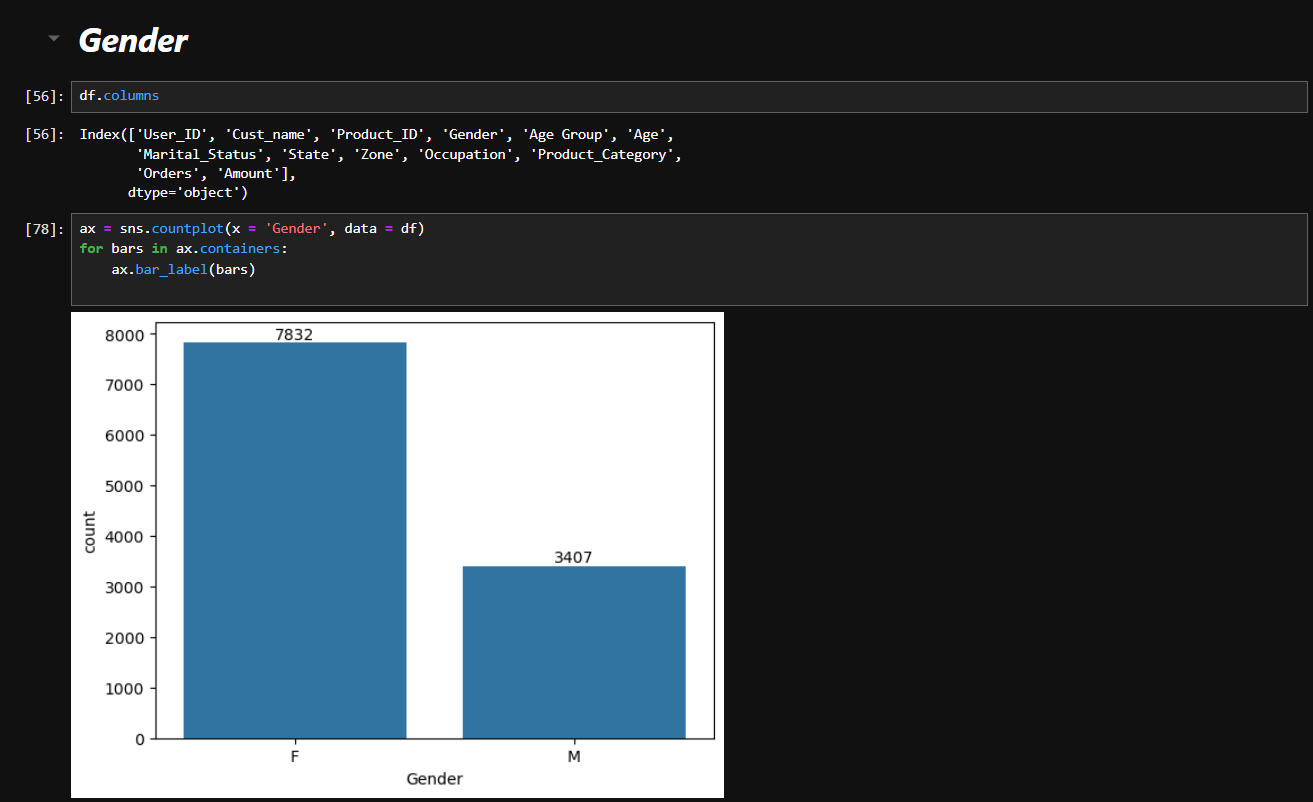 Gender
[56]: df.columns
[56]: Index(['User_ID', 'Cust_name', 'Product_ID', 'Gender', 'Age Group', 'Age',
'Marital_Status', 'State', 'Zone', 'Occupation', 'Product_Category',
'Orders', 'Amount'],
dtype='object')
[78]: ax = sns.countplot(x = 'Gender', data = df)
for bars in ax.containers:
ax.bar_label(bars)
8000
7832
7000
6000
5000
4000
3407
3000
2000
1000
0
count
F M
Gender